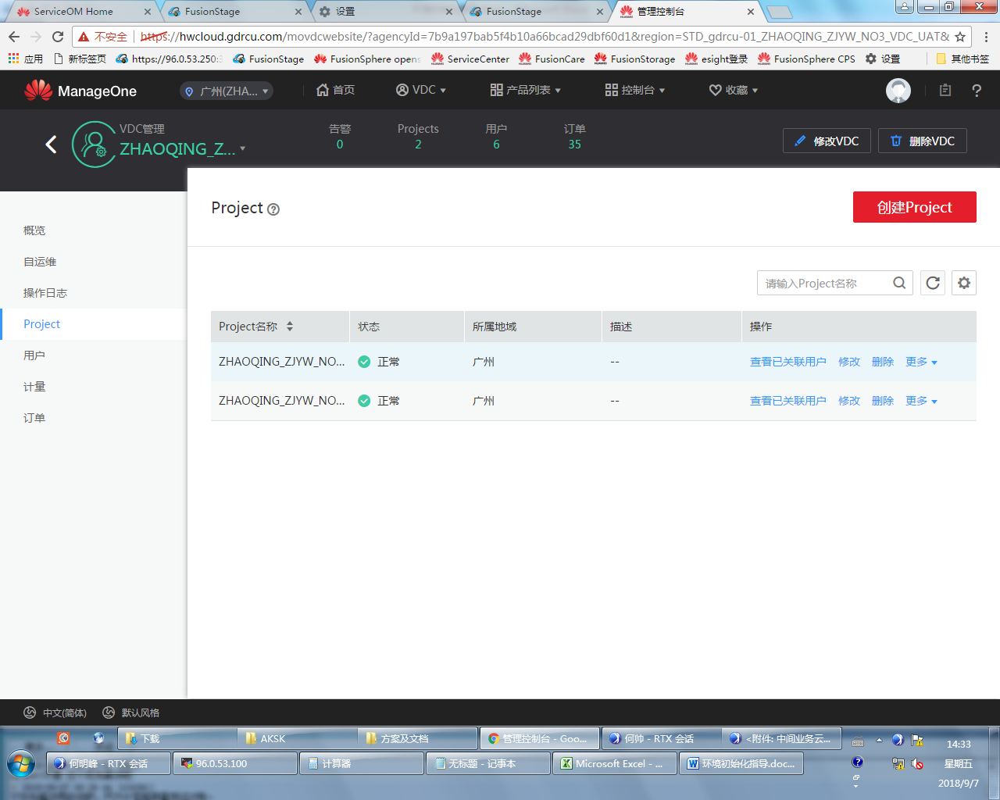 ServiceOM Home
FusionStage
设置
FusionStage
管理控制台
不安全
https://hwcloud.gdrcu.com/movdcwebsite/?agencyId=7b9a197bab5f4b10a66bcad29dbf60d1&region=STD_gdrcu-01_ZHAOQING_ZJYW_NO3_VDC_UAT&
应用
新标签页
https://96.0.53.250:
FusionStage
FusionSphere opens
ServiceCenter
FusionCare
FusionStorage
esight登录
FusionSphere CPS
设置
其他书签
ManageOne
广州(ZHA...
首页
VDC
产品列表
控制台
收藏
VDC管理
ZHAOQING_Z...
告警
0
Projects
2
用户
6
订单
35
修改VDC
删除VDC
概览
自运维
操作日志
Project
用户
计量
订单
Project
创建Project
请输入Project名称
Project名称 状态 所属地域 描述 操作
ZHAOQING_ZJYW_NO... 正常 广州 -- 查看已关联用户 修改 删除 更多
ZHAOQING_ZJYW_NO... 正常 广州 -- 查看已关联用户 修改 删除 更多
中文(简体) 默认风格
下载
AKSK
方案及文档
管理控制台 - Goo...
何帅 - RTX 会话
<附件: 中间业务云...
何明峰 - RTX 会话
96.0.53.100
计算器
无标题 - 记事本
Microsoft Excel - ...
环境初始化指导.doc...
14:33
星期五
2018/9/7